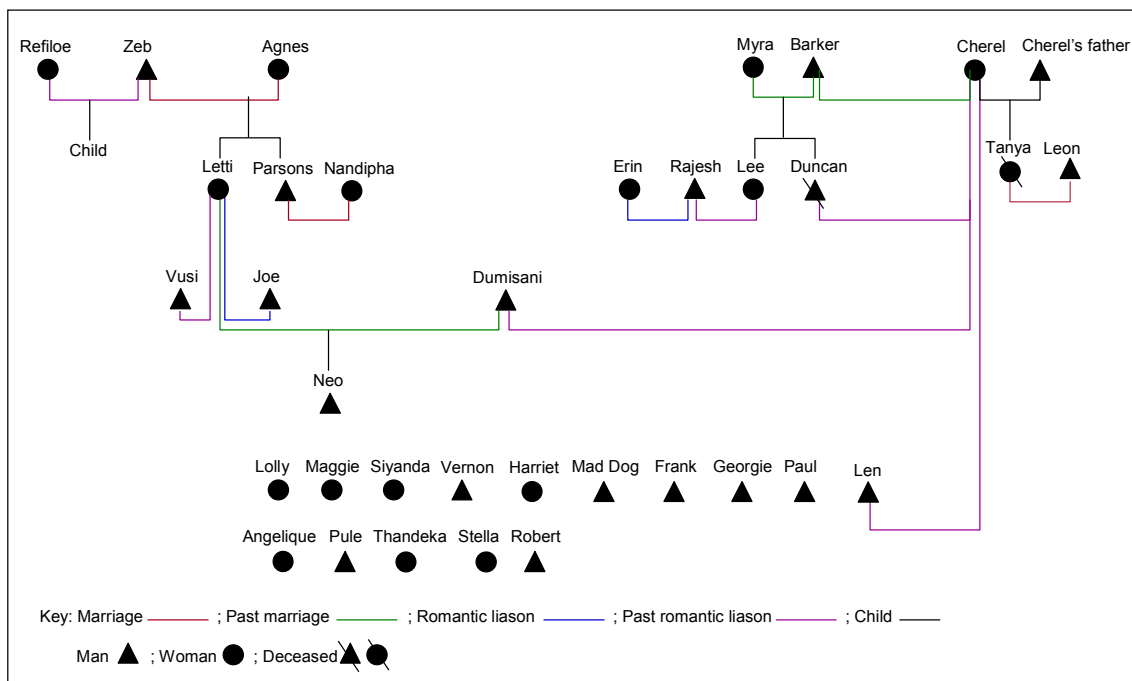 Refiloe Zeb Agnes Myra Barker Cherel Cherel's father
Child
Letti Parsons Nandipha Erin Rajesh Lee Duncan Tanya Leon
Vusi Joe Dumisani
Neo
Lolly Maggie Siyanda Vernon Harriet Mad Dog Frank Georgie Paul Len
Angelique Pule Thandeka Stella Robert
Key: Marriage ; Past marriage ; Romantic liason ; Past romantic liason ; Child
Man ; Woman ; Deceased